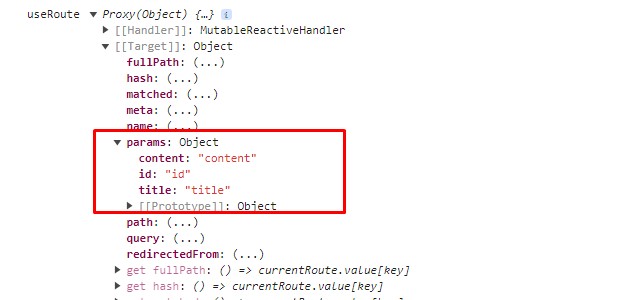 useRoute ▼ Proxy(Object) {…} i
▶ [[Handler]]: MutableReactiveHandler
▼ [[Target]]: Object
fullPath: (...)
hash: (...)
matched: (...)
meta: (...)
name: (...)
▼ params: Object
content: "content"
id: "id"
title: "title"
▶ [[Prototype]]: Object
path: (...)
query: (...)
redirectedFrom: (...)
▶ get fullPath: () => currentRoute.value[key]
▶ get hash: () => currentRoute.value[key]